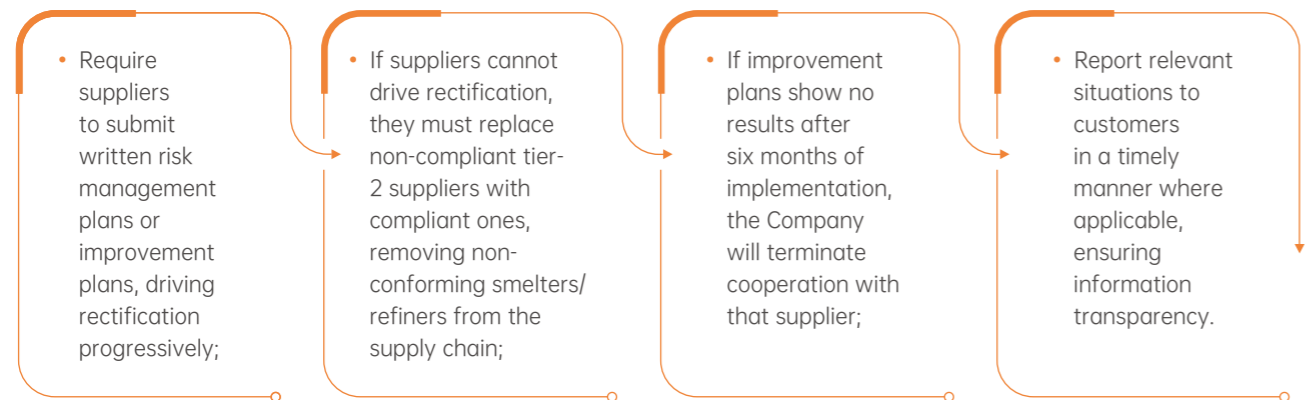 • Require
suppliers
to submit
written risk
management
plans or
improvement
plans, driving
rectification
progressively;
• If suppliers cannot
drive rectification,
they must replace
non-compliant tier-
2 suppliers with
compliant ones,
removing non-
conforming smelters/
refiners from the
supply chain;
• If improvement
plans show no
results after
six months of
implementation,
the Company
will terminate
cooperation with
that supplier;
• Report relevant
situations to
customers
in a timely
manner where
applicable,
ensuring
information
transparency.